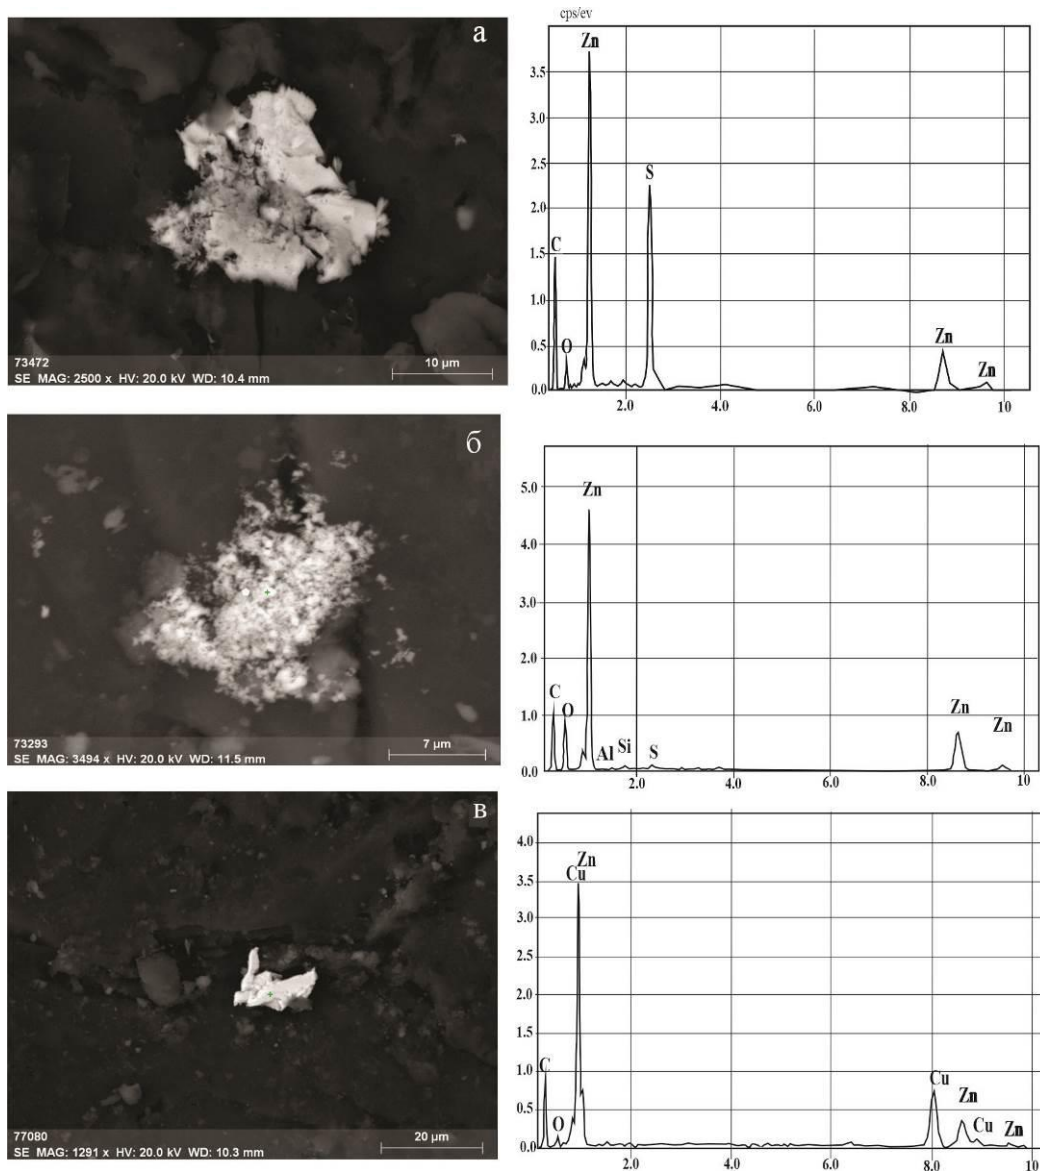 а
73472
10 µm
SE MAG: 2500 x HV: 20.0 kV WD: 10.4 mm
cps/ev
Zn
3.5
3.0
2.5
S
2.0
1.5
C
1.0
0.5
O
Zn
Zn
0.0
2.0 4.0 6.0 8.0 10
б
73293
7 µm
SE MAG: 3494 x HV: 20.0 kV WD: 11.5 mm
5.0
Zn
4.0
3.0
2.0
C
O
1.0
Zn
Zn
Al Si S
0.0
2.0 4.0 6.0 8.0 10
в
77080
20 µm
SE MAG: 1291 x HV: 20.0 kV WD: 10.3 mm
4.0
Zn
Cu
3.5
3.0
2.5
2.0
1.5
C
1.0
Cu
Zn
0.5
O
Cu
Zn
0.0
2.0 4.0 6.0 8.0 10